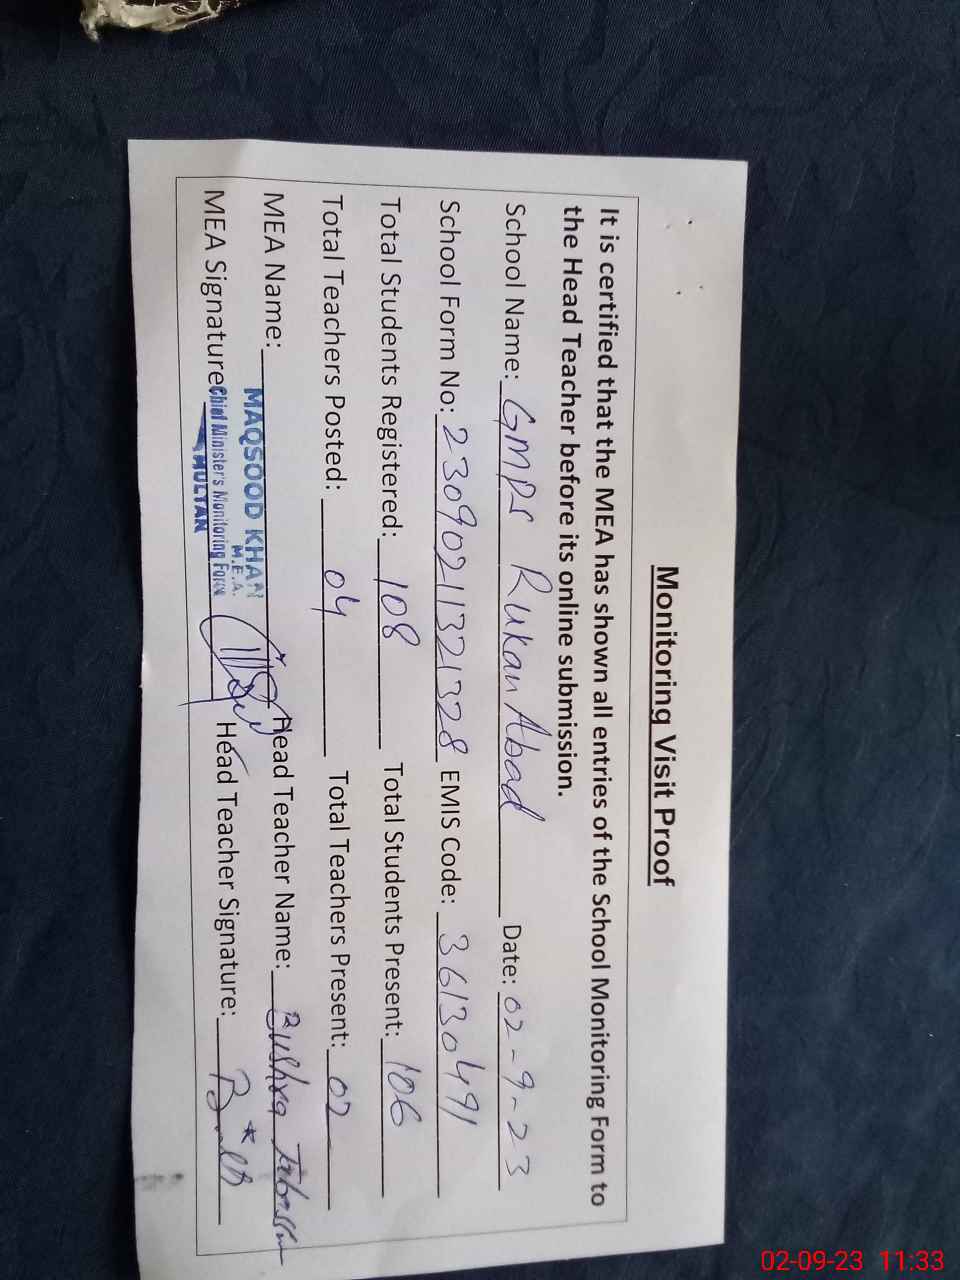 Monitoring Visit Proof
It is certified that the MEA has shown all entries of the School Monitoring Form to
the Head Teacher before its online submission.
School Name: GMPS Rukan Abad Date: 02-9-23
School Form No: 23090211321328 EMIS Code: 36130491
Total Students Registered: 108 Total Students Present: 106
Total Teachers Posted: 04 Total Teachers Present: 02
MEA Name: MAQSOOD KHAN Head Teacher Name: Bushra Tabassum
M.E.A.
MEA Signature: Chief Minister's Monitoring Force Head Teacher Signature:
MULTAN
02-09-23 11:33